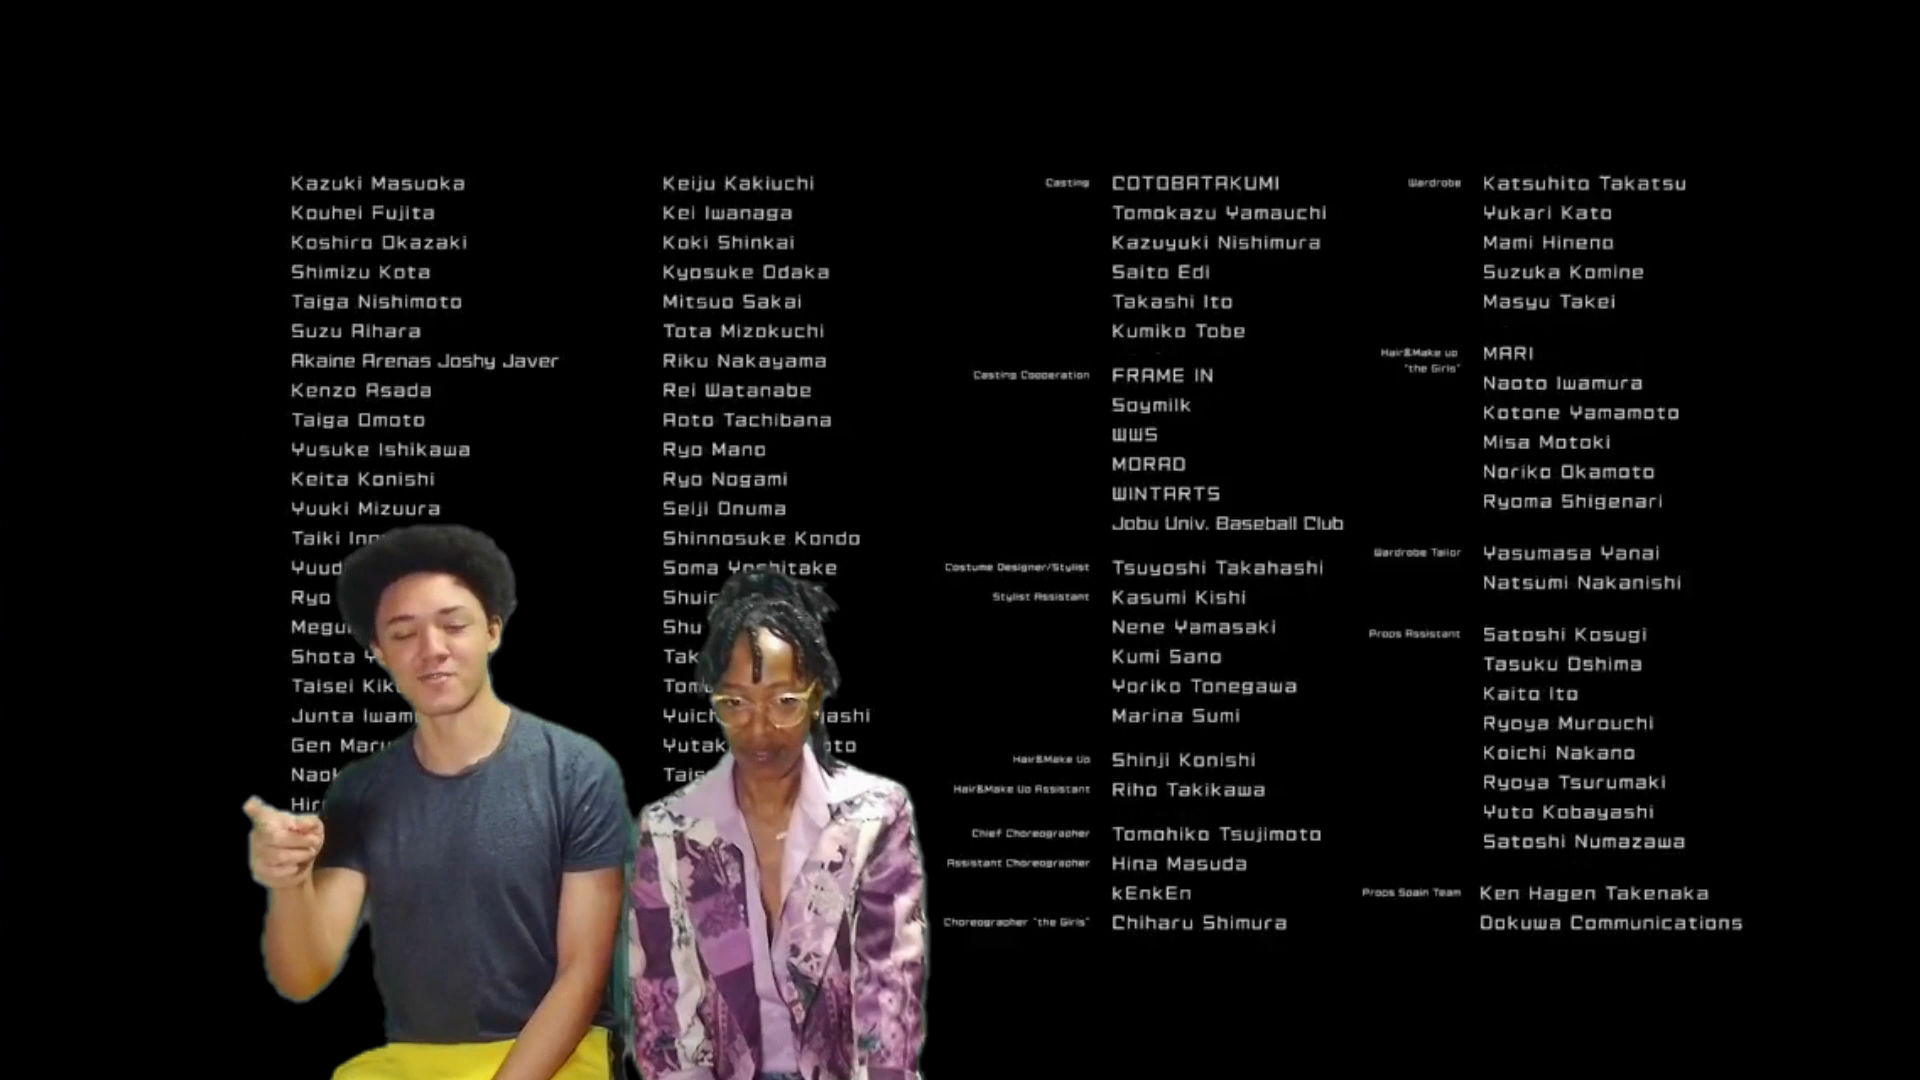 Kazuki Masuoka
Kouhei Fujita
Koshiro Okazaki
Shimizu Kota
Taiga Nishimoto
Suzu Aihara
Akaine Arenas Joshy Javer
Kenzo Asada
Taiga Omoto
Yusuke Ishikawa
Keita Konishi
Yuuki Mizuura
Taiki
Ryo
Shota
Taisei
Junta
Gen
Keiju Kakiuchi
Kei Iwanaga
Koki Shinkai
Kyosuke Odaka
Mitsuo Sakai
Tota Mizokuchi
Riku Nakayama
Rei Watanabe
Aoto Tachibana
Ryo Mano
Ryo Nogami
Seiji Onuma
Shinnosuke Kondo
Soma Yoshitake
Shu
Casting COTOBATAKUMI
Tomokazu Yamauchi
Kazuyuki Nishimura
Saito Edi
Takashi Ito
Kumiko Tobe
Casting Cooperation FRAME IN
Soymilk
WWS
MORAD
WINTARTS
Jobu Univ. Baseball Club
Costume Designer/Stylist Tsuyoshi Takahashi
Stylist Assistant Kasumi Kishi
Nene Yamasaki
Kumi Sano
Yoriko Tonegawa
Marina Sumi
Hair&Make Up Shinji Konishi
Hair&Make Up Assistant Riho Takikawa
Chief Choreographer Tomohiko Tsujimoto
Assistant Choreographer Hina Masuda
kEnkEn
Choreographer "the Girls" Chiharu Shimura
Wardrobe Katsuhito Takatsu
Yukari Kato
Mami Hineno
Suzuka Komine
Masyu Takei
Hair&Make up MARI
"the Girls"
Naoto Iwamura
Kotone Yamamoto
Misa Motoki
Noriko Okamoto
Ryoma Shigenari
Wardrobe Tailor Yasumasa Yanai
Natsumi Nakanishi
Props Assistant Satoshi Kosugi
Tasuku Oshima
Kaito Ito
Ryoya Murouchi
Koichi Nakano
Ryoya Tsurumaki
Yuto Kobayashi
Satoshi Numazawa
Props Spain Team Ken Hagen Takenaka
Dokuwa Communications